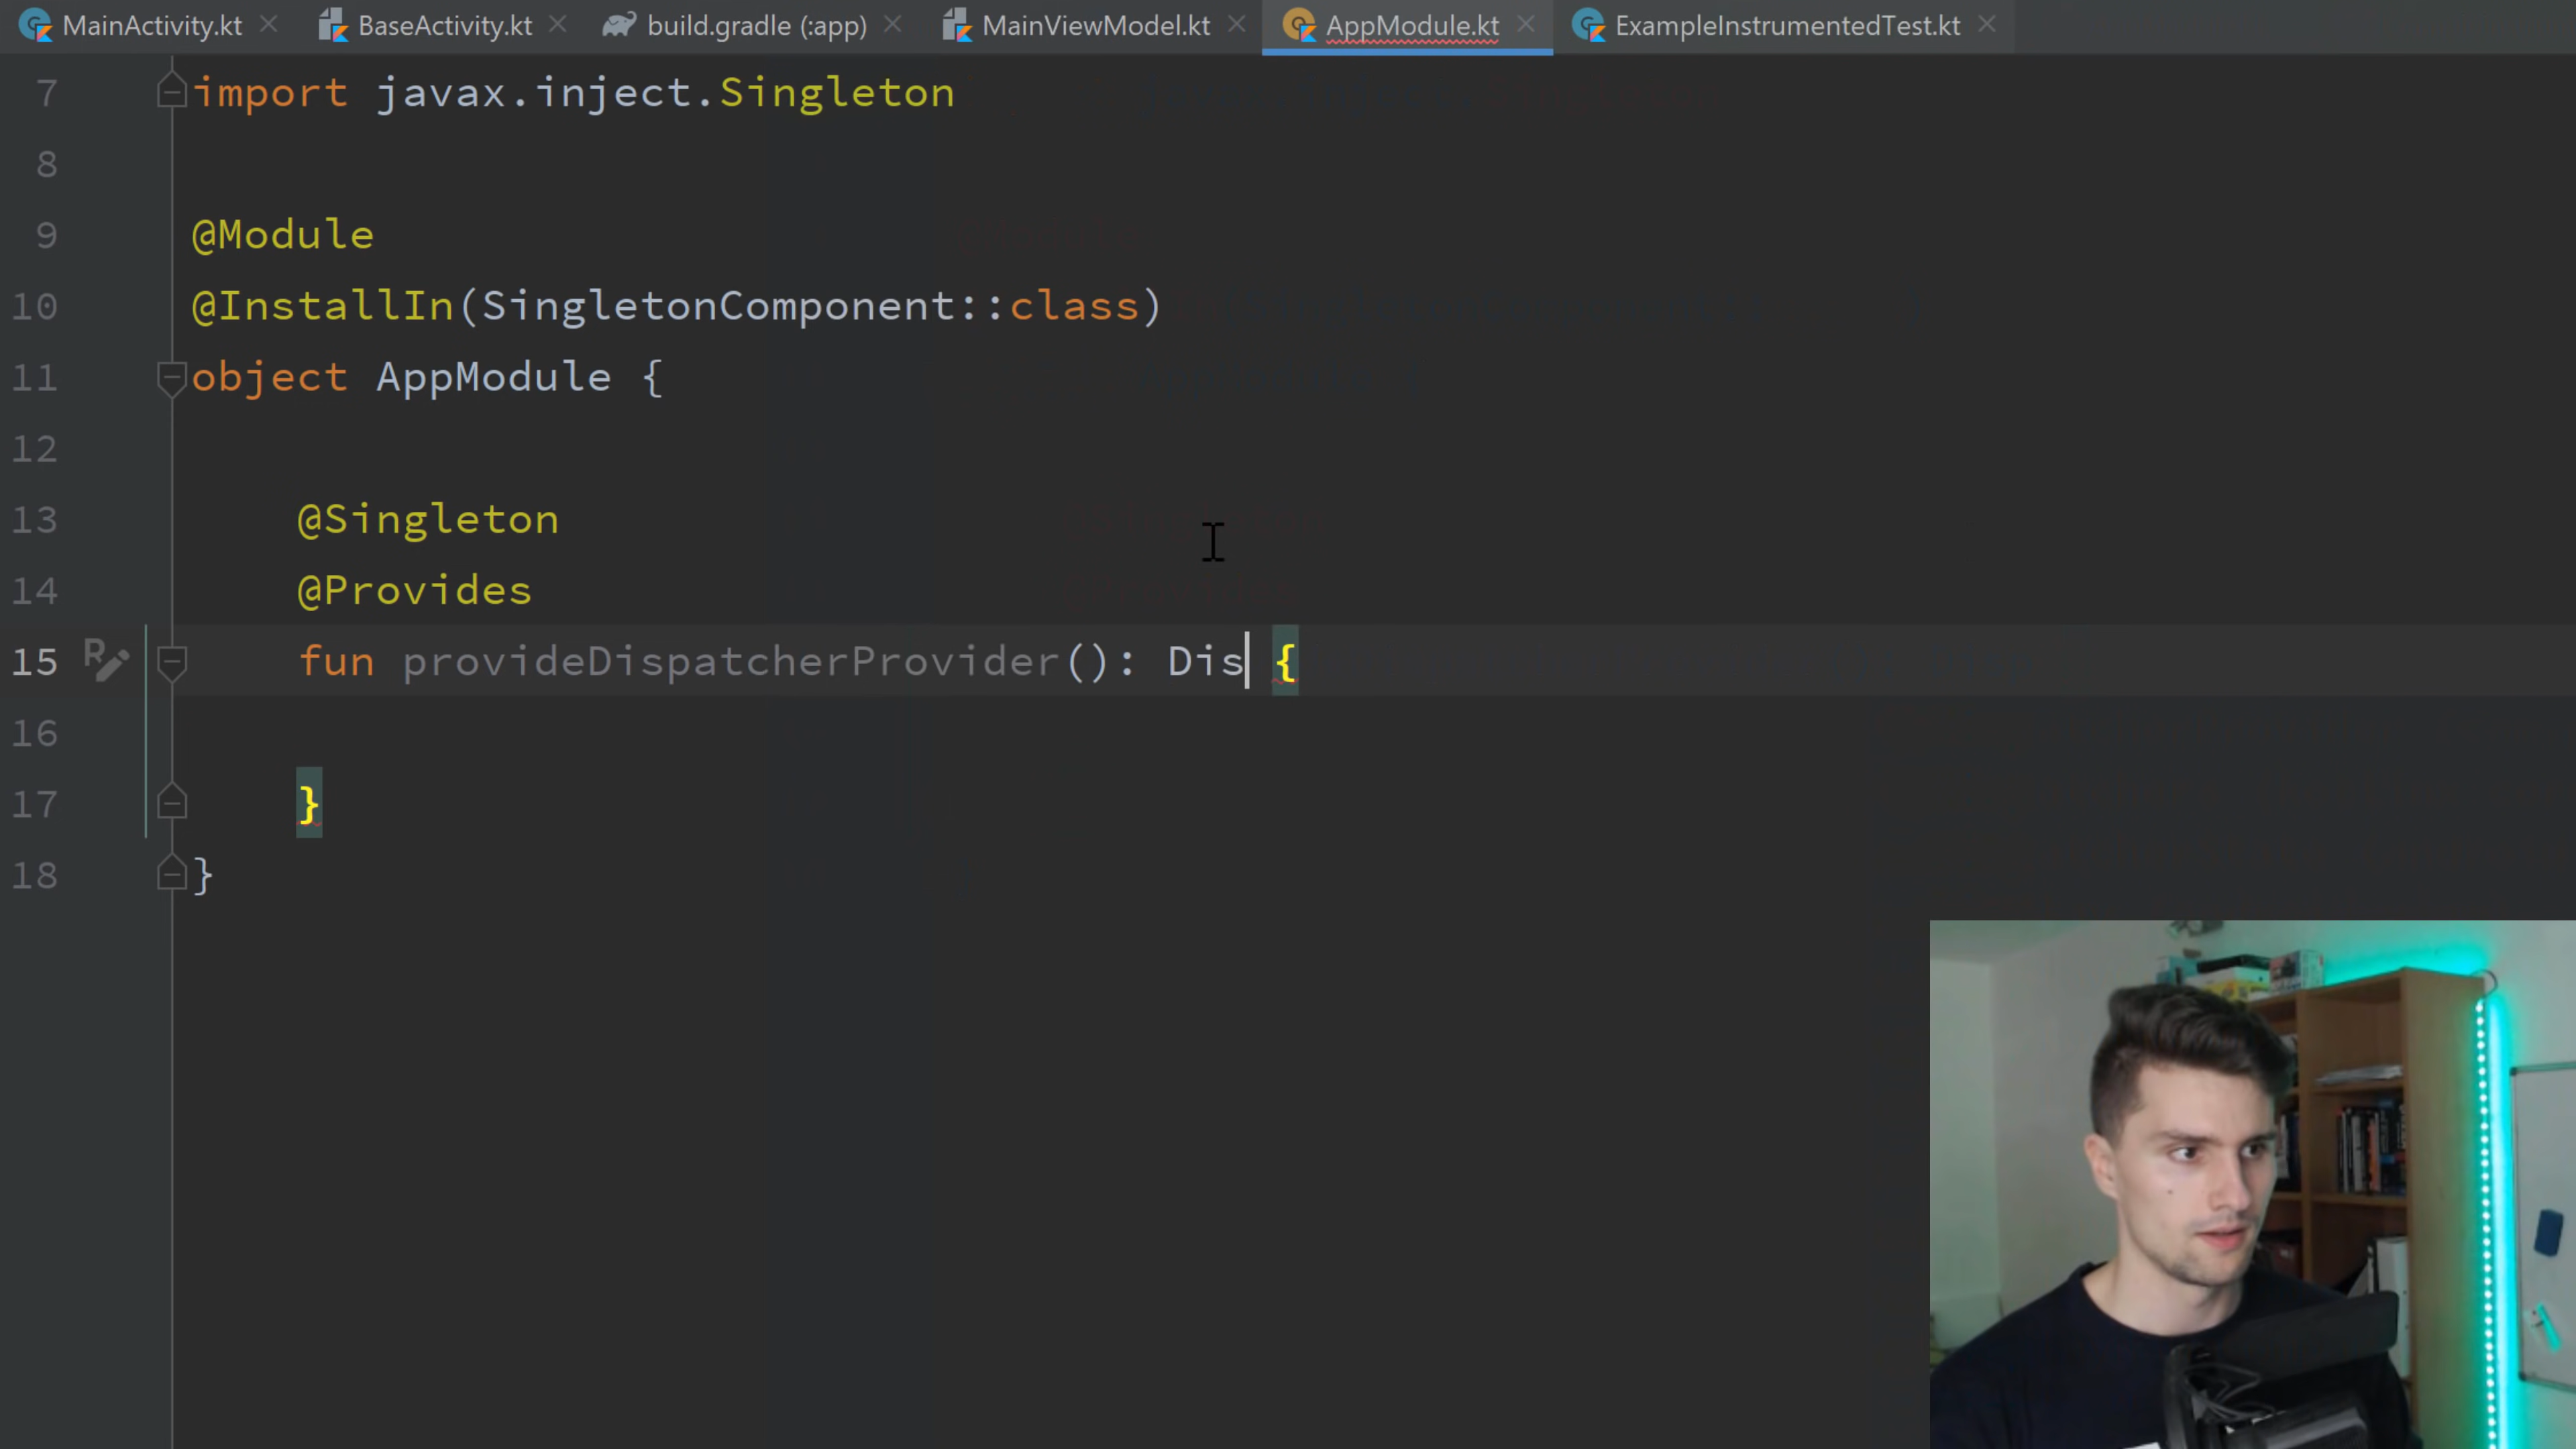 MainActivity.kt BaseActivity.kt build.gradle (:app) MainViewModel.kt AppModule.kt ExampleInstrumentedTest.kt
7 import javax.inject.Singleton
8
9 @Module
10 @InstallIn(SingletonComponent::class)
11 object AppModule {
12
13 @Singleton
14 @Provides
15 fun provideDispatcherProvider(): Dis {
16
17 }
18 }